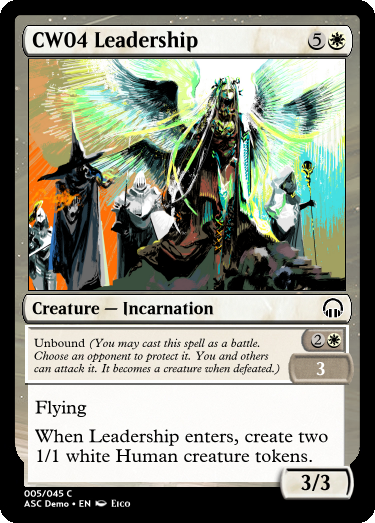 CW04 Leadership 5
Creature — Incarnation
Unbound (You may cast this spell as a battle. 2
Choose an opponent to protect it. You and others
can attack it. It becomes a creature when defeated.) 3
Flying
When Leadership enters, create two
1/1 white Human creature tokens.
3/3
005/045 C
ASC Demo • EN Eico